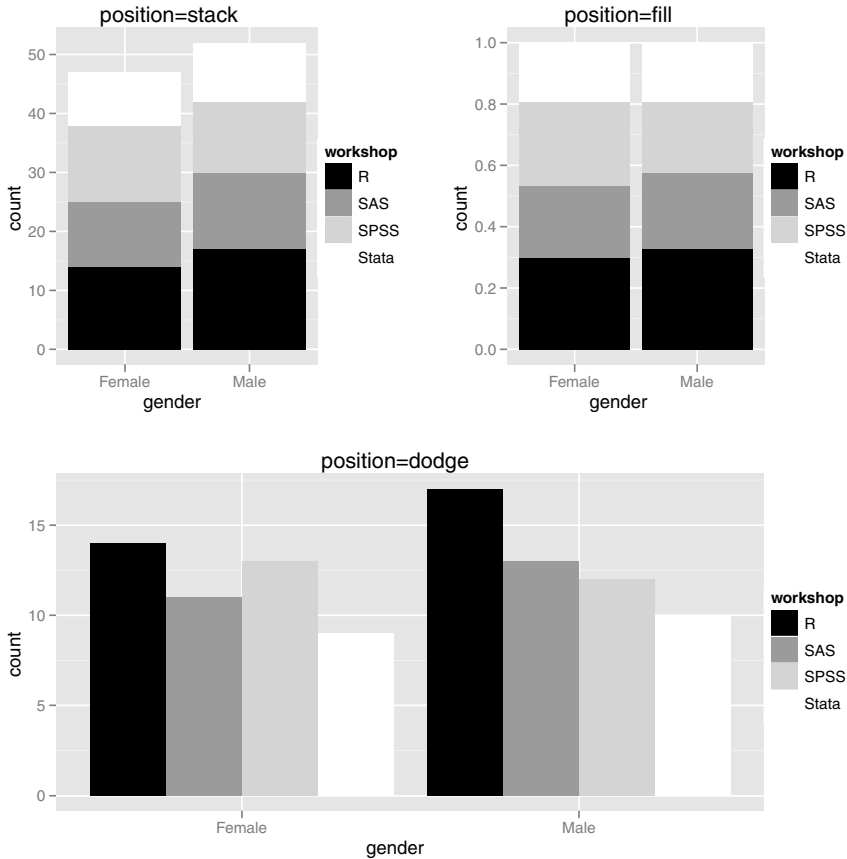 position=stack
50
40
30
20
10
0
count
Female Male
gender
workshop
R
SAS
SPSS
Stata
position=fill
1.0
0.8
0.6
0.4
0.2
0.0
count
Female Male
gender
workshop
R
SAS
SPSS
Stata
position=dodge
15
10
5
0
count
Female Male
gender
workshop
R
SAS
SPSS
Stata